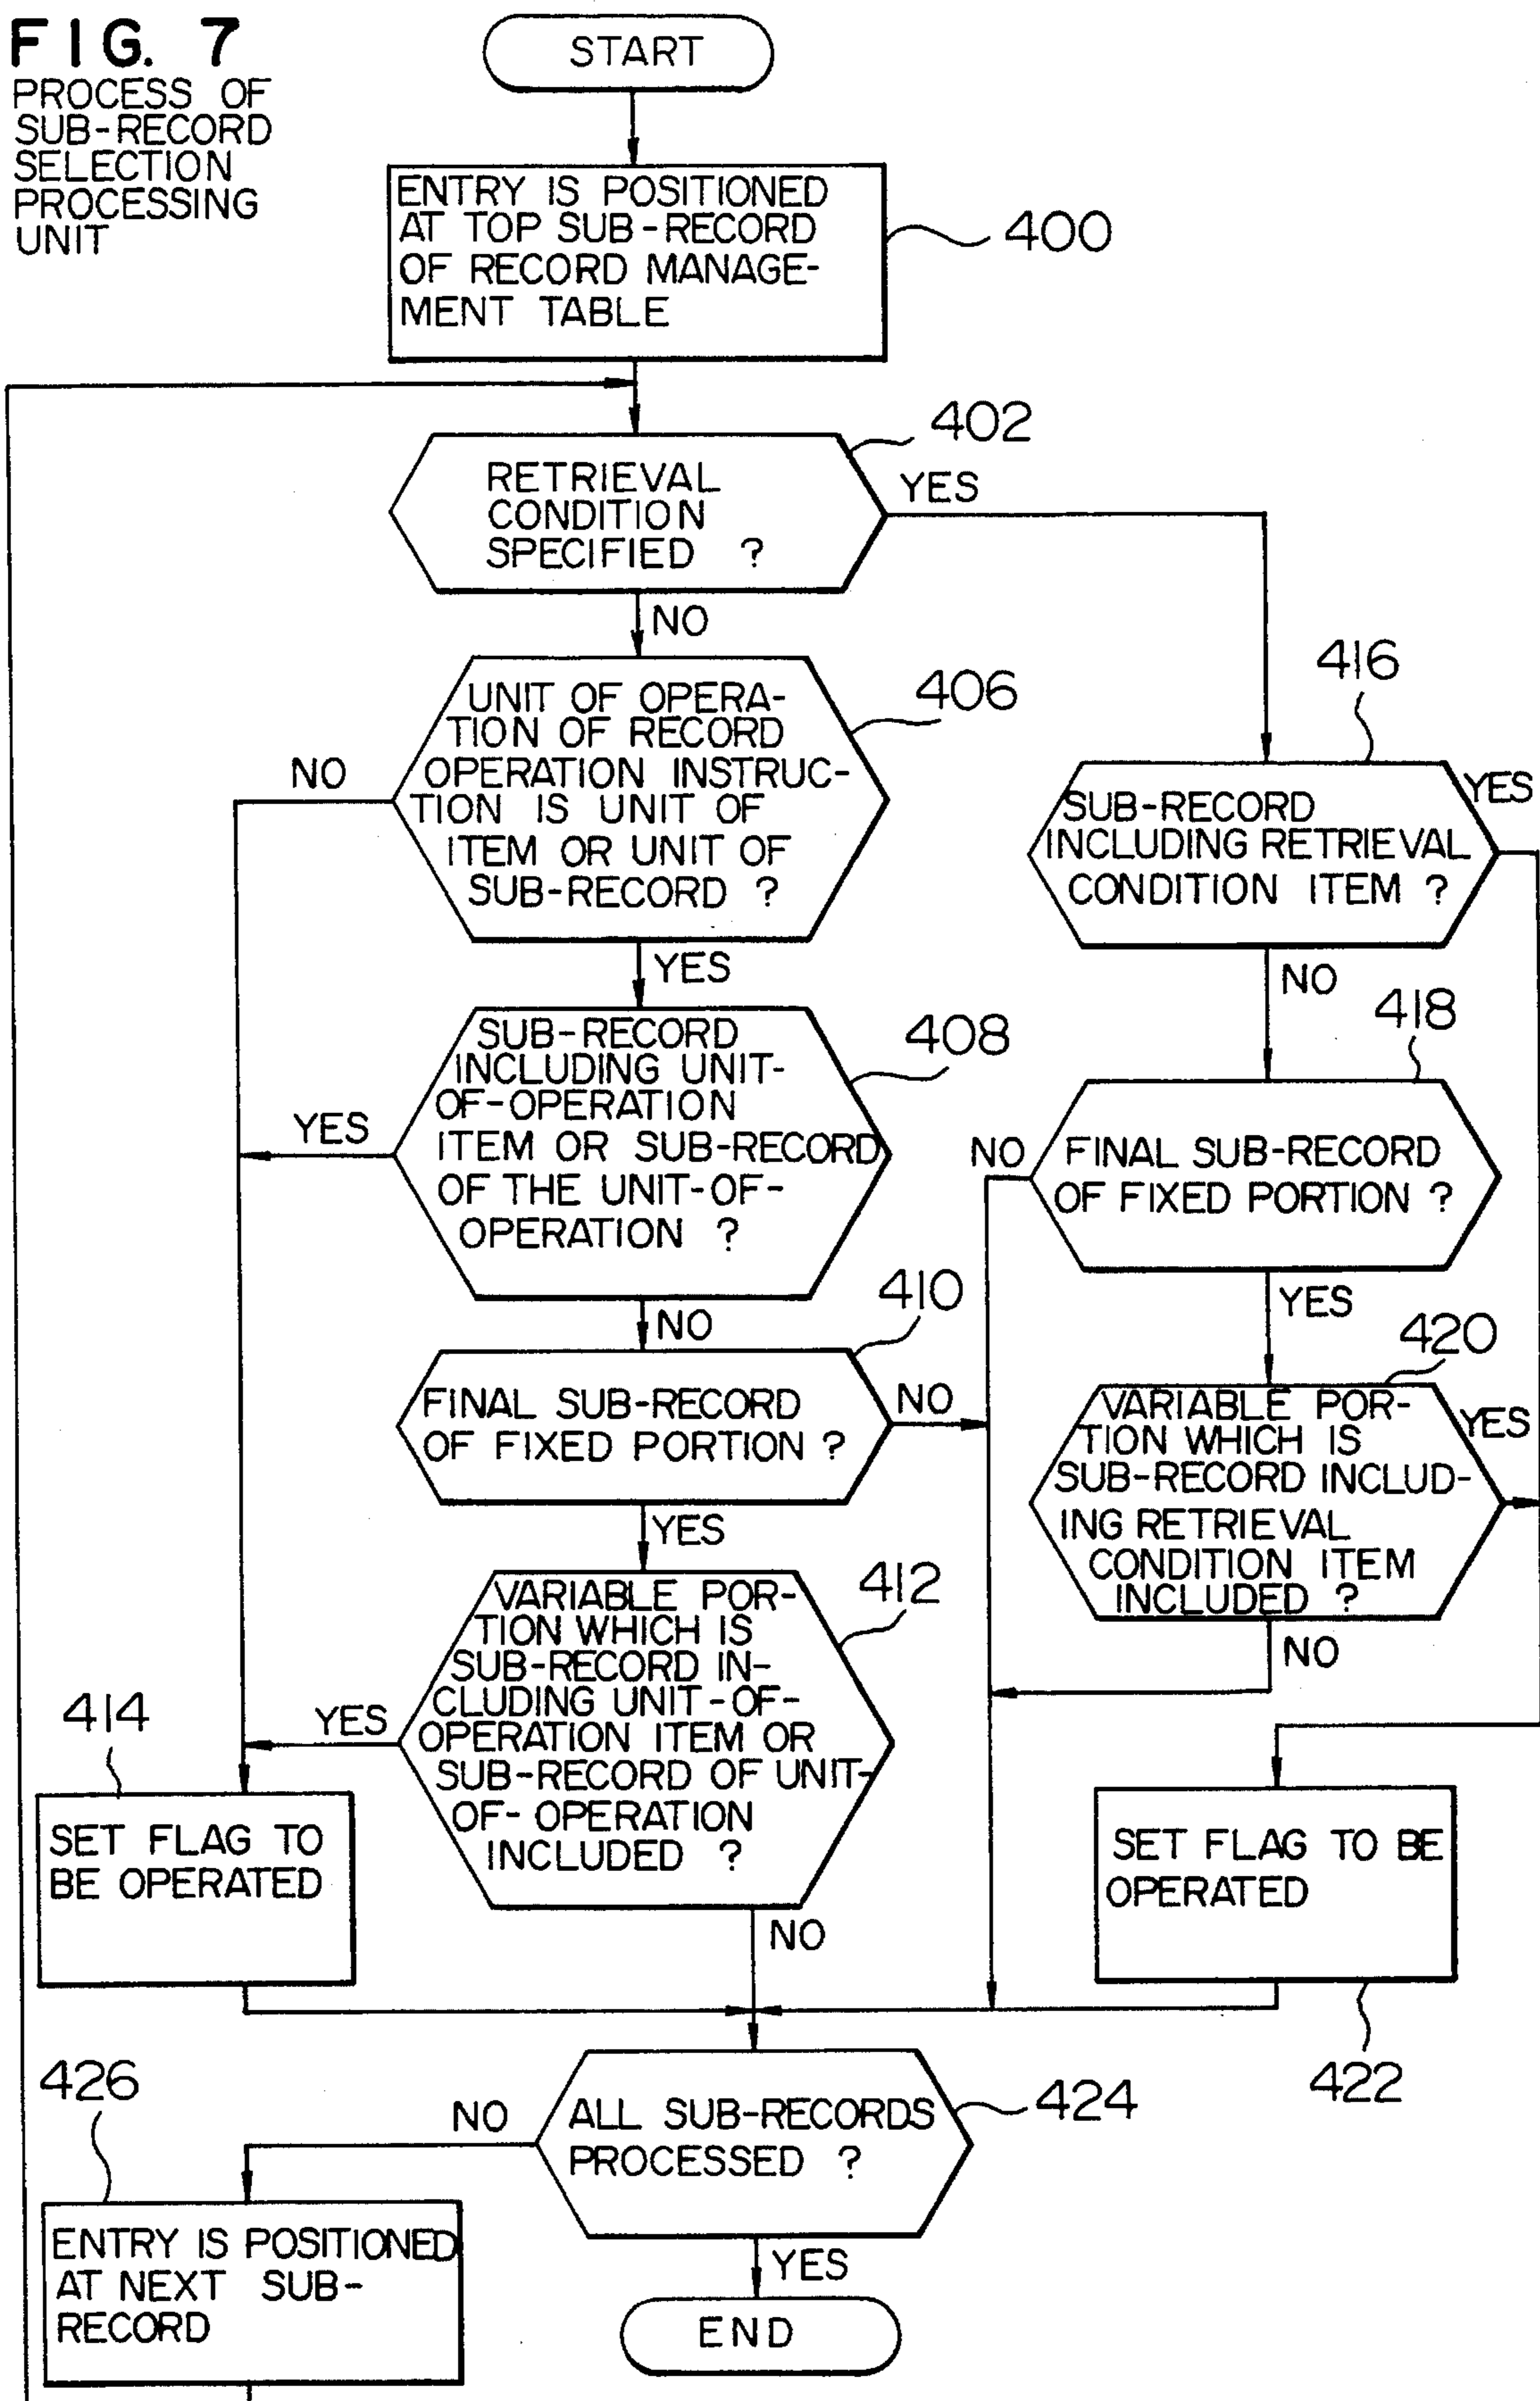 FIG. 7
PROCESS OF
SUB-RECORD
SELECTION
PROCESSING
UNIT
START
ENTRY IS POSITIONED
AT TOP SUB-RECORD
OF RECORD MANAGE-
MENT TABLE
400
402
RETRIEVAL
CONDITION
SPECIFIED ?
YES
NO
406
UNIT OF OPERA-
TION OF RECORD
OPERATION INSTRUC-
TION IS UNIT OF
ITEM OR UNIT OF
SUB-RECORD ?
NO
YES
416
SUB-RECORD
INCLUDING RETRIEVAL
CONDITION ITEM ?
YES
NO
408
SUB-RECORD
INCLUDING UNIT-
OF-OPERATION
ITEM OR SUB-RECORD
OF THE UNIT-OF-
OPERATION ?
YES
NO
418
FINAL SUB-RECORD
OF FIXED PORTION ?
NO
YES
410
FINAL SUB-RECORD
OF FIXED PORTION ?
NO
YES
420
VARIABLE POR-
TION WHICH IS
SUB-RECORD INCLUD-
ING RETRIEVAL
CONDITION ITEM
INCLUDED ?
YES
NO
412
VARIABLE POR-
TION WHICH IS
SUB-RECORD IN-
CLUDING UNIT-OF-
OPERATION ITEM OR
SUB-RECORD OF UNIT-
OF-OPERATION
INCLUDED ?
YES
NO
414
SET FLAG TO
BE OPERATED
SET FLAG TO BE
OPERATED
422
424
ALL SUB-RECORDS
PROCESSED ?
NO
YES
426
ENTRY IS POSITIONED
AT NEXT SUB-
RECORD
END